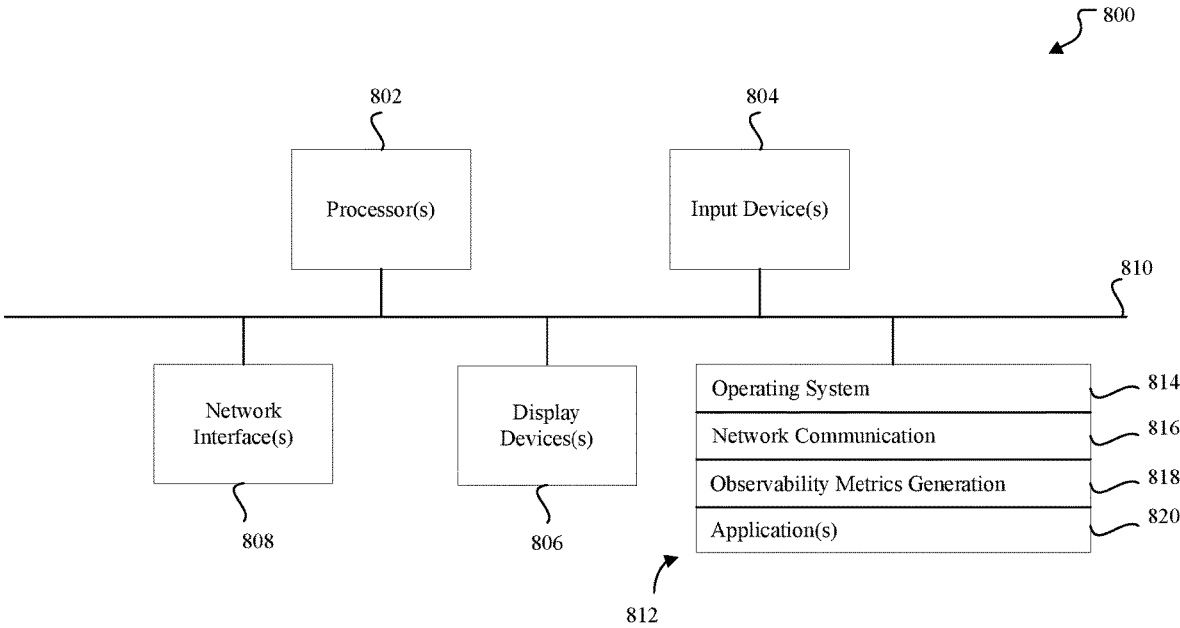 800
802
804
Processor(s)
Input Device(s)
810
Network
Interface(s)
Display
Devices(s)
Operating System
814
Network Communication
816
Observability Metrics Generation
818
Application(s)
820
808
806
812